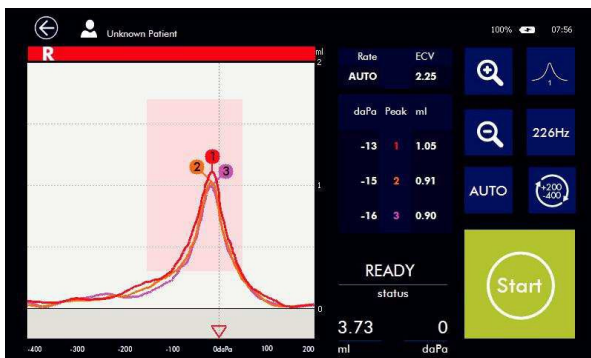 Unknown Patient
100%
07:56
R
ml
2
1
0
1
2
3
-400 -300 -200 -100 0daPa 100 200
Rate ECV
AUTO 2.25
daPa Peak ml
-13 1 1.05
-15 2 0.91
-16 3 0.90
READY
status
3.73 0
ml daPa
1
226Hz
AUTO
+200
-400
Start